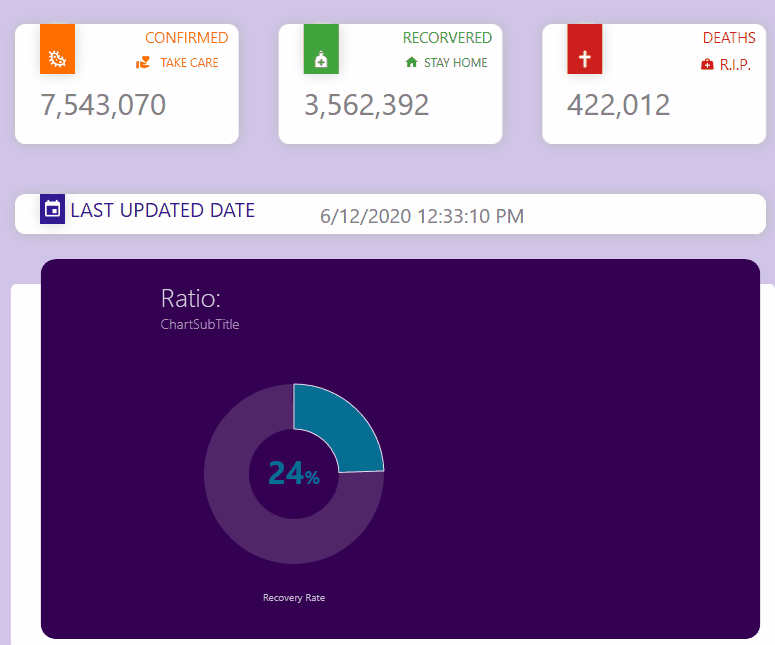 CONFIRMED
TAKE CARE
7,543,070
RECORVERED
STAY HOME
3,562,392
DEATHS
R.I.P.
422,012
LAST UPDATED DATE
6/12/2020 12:33:10 PM
Ratio:
ChartSubTitle
24%
Recovery Rate